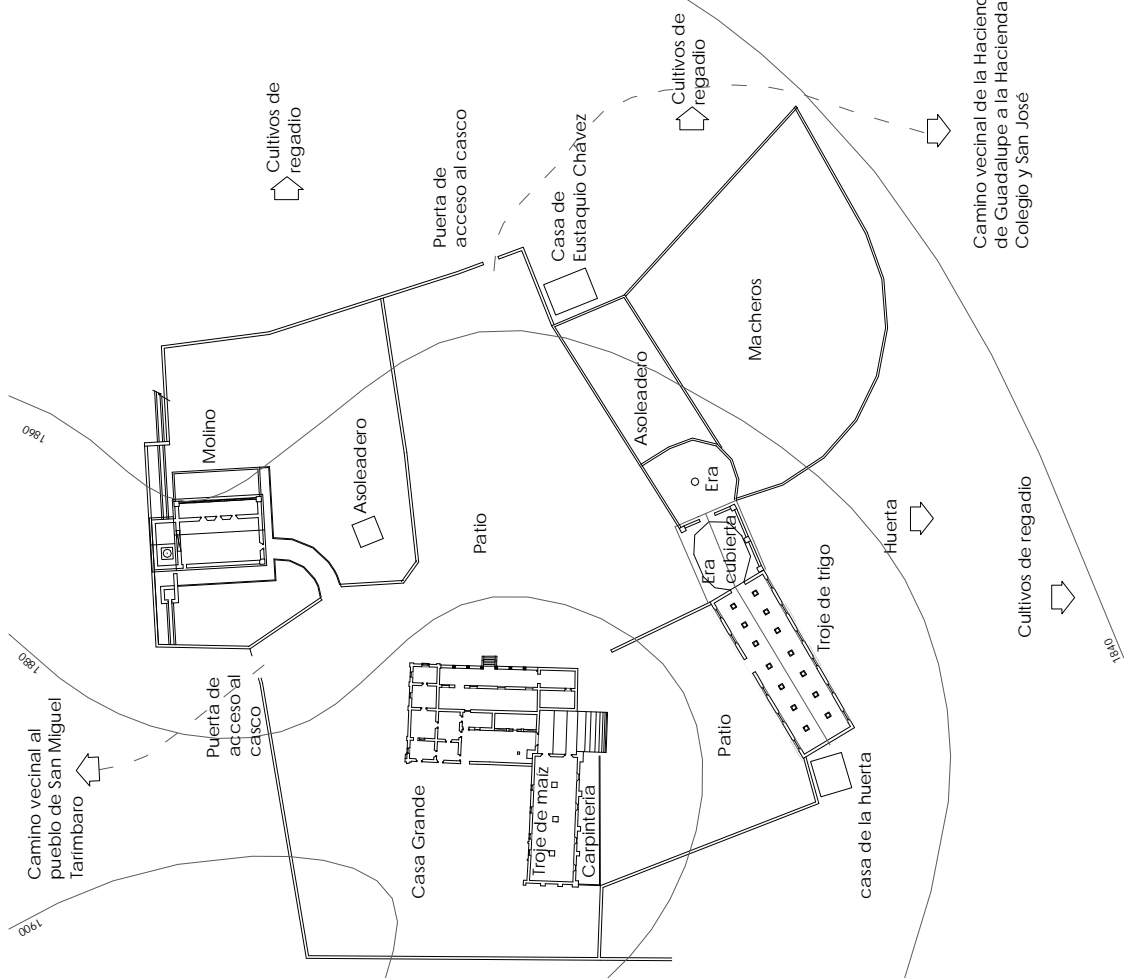 Camino vecinal al
pueblo de San Miguel
Tarímbaro
Puerta de
acceso al
casco
1900
1880
1860
1840
Molino
Asoleadero
Patio
Cultivos de
regadio
Puerta de
acceso al casco
Casa de
Eustaquio Chávez
Cultivos de
regadio
Casa Grande
Troje de maíz
Carpintería
Asoleadero
Macheros
Era
Era
cubierta
Troje de trigo
Patio
casa de la huerta
Huerta
Cultivos de regadio
Camino vecinal de la
de Guadalupe a la Hacienda
Colegio y San José